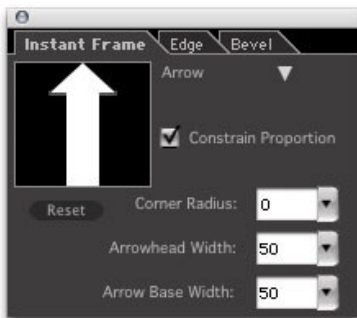 Instant Frame Edge Bevel
Arrow
Constrain Proportion
Reset Corner Radius: 0
Arrowhead Width: 50
Arrow Base Width: 50